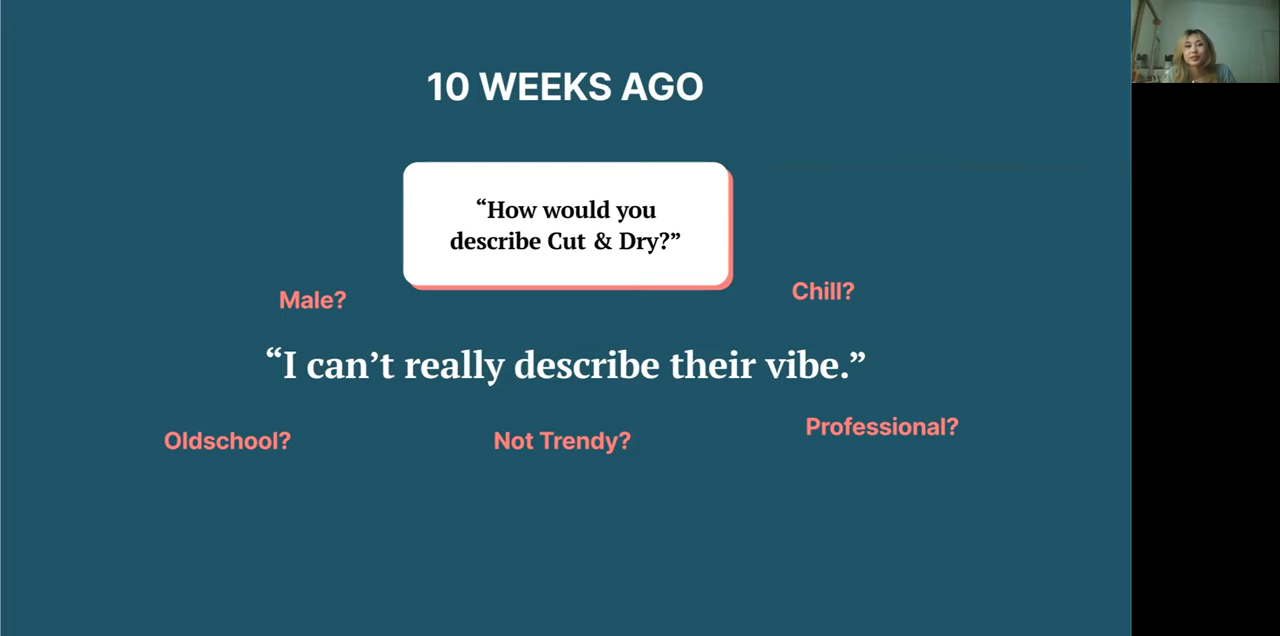 10 WEEKS AGO
“How would you
describe Cut & Dry?”
Male?
Chill?
“I can’t really describe their vibe.”
Oldschool?
Not Trendy?
Professional?